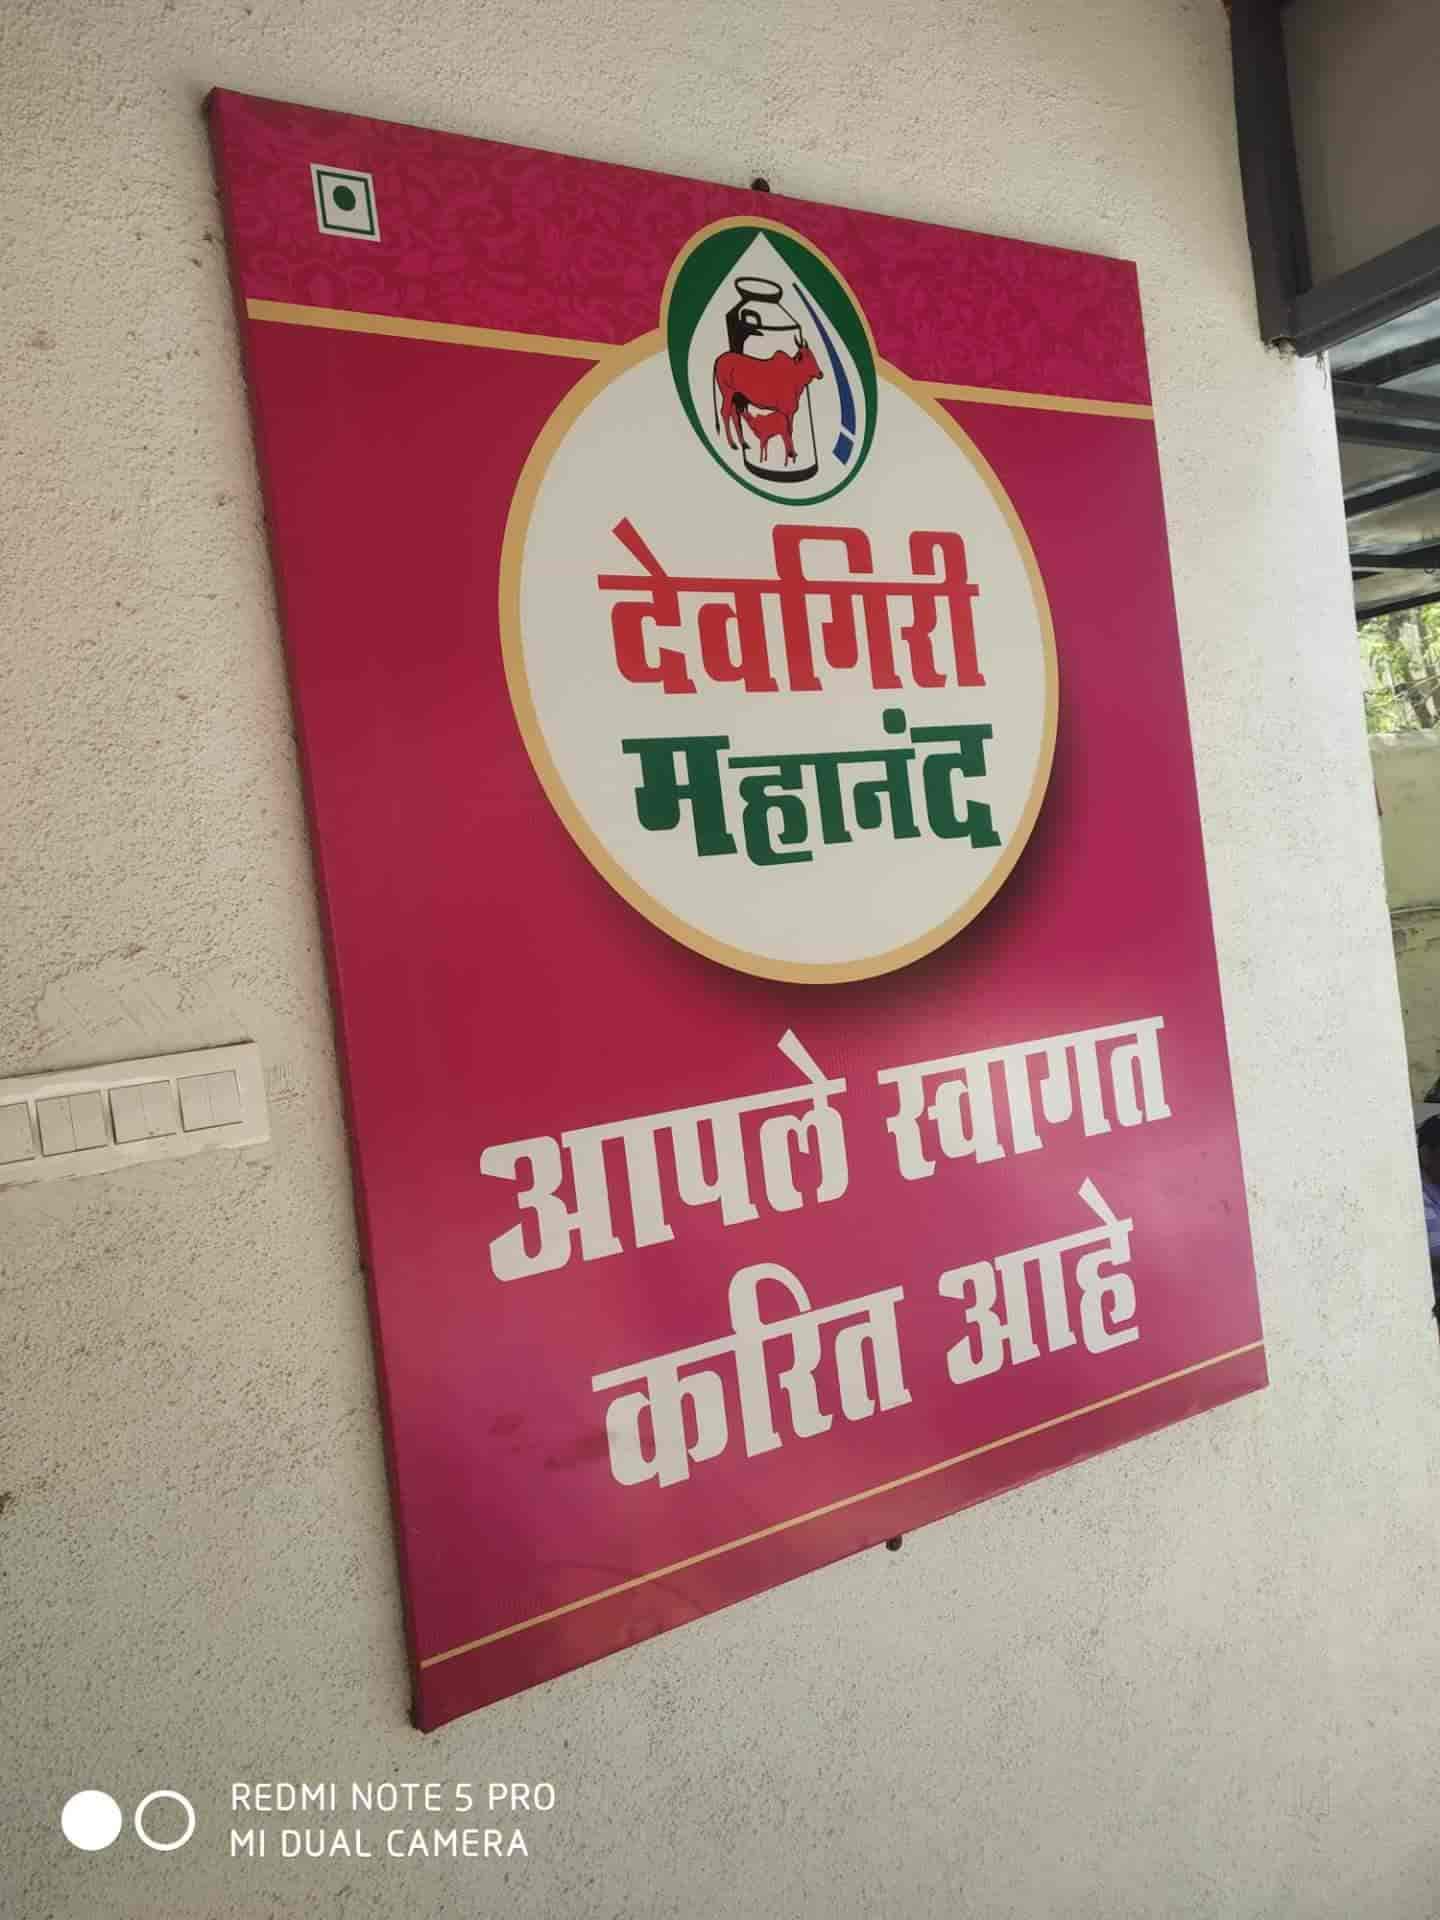 देवगिरी
महानंद
आपले स्वागत
करित आहे
REDMI NOTE 5 PRO
MI DUAL CAMERA